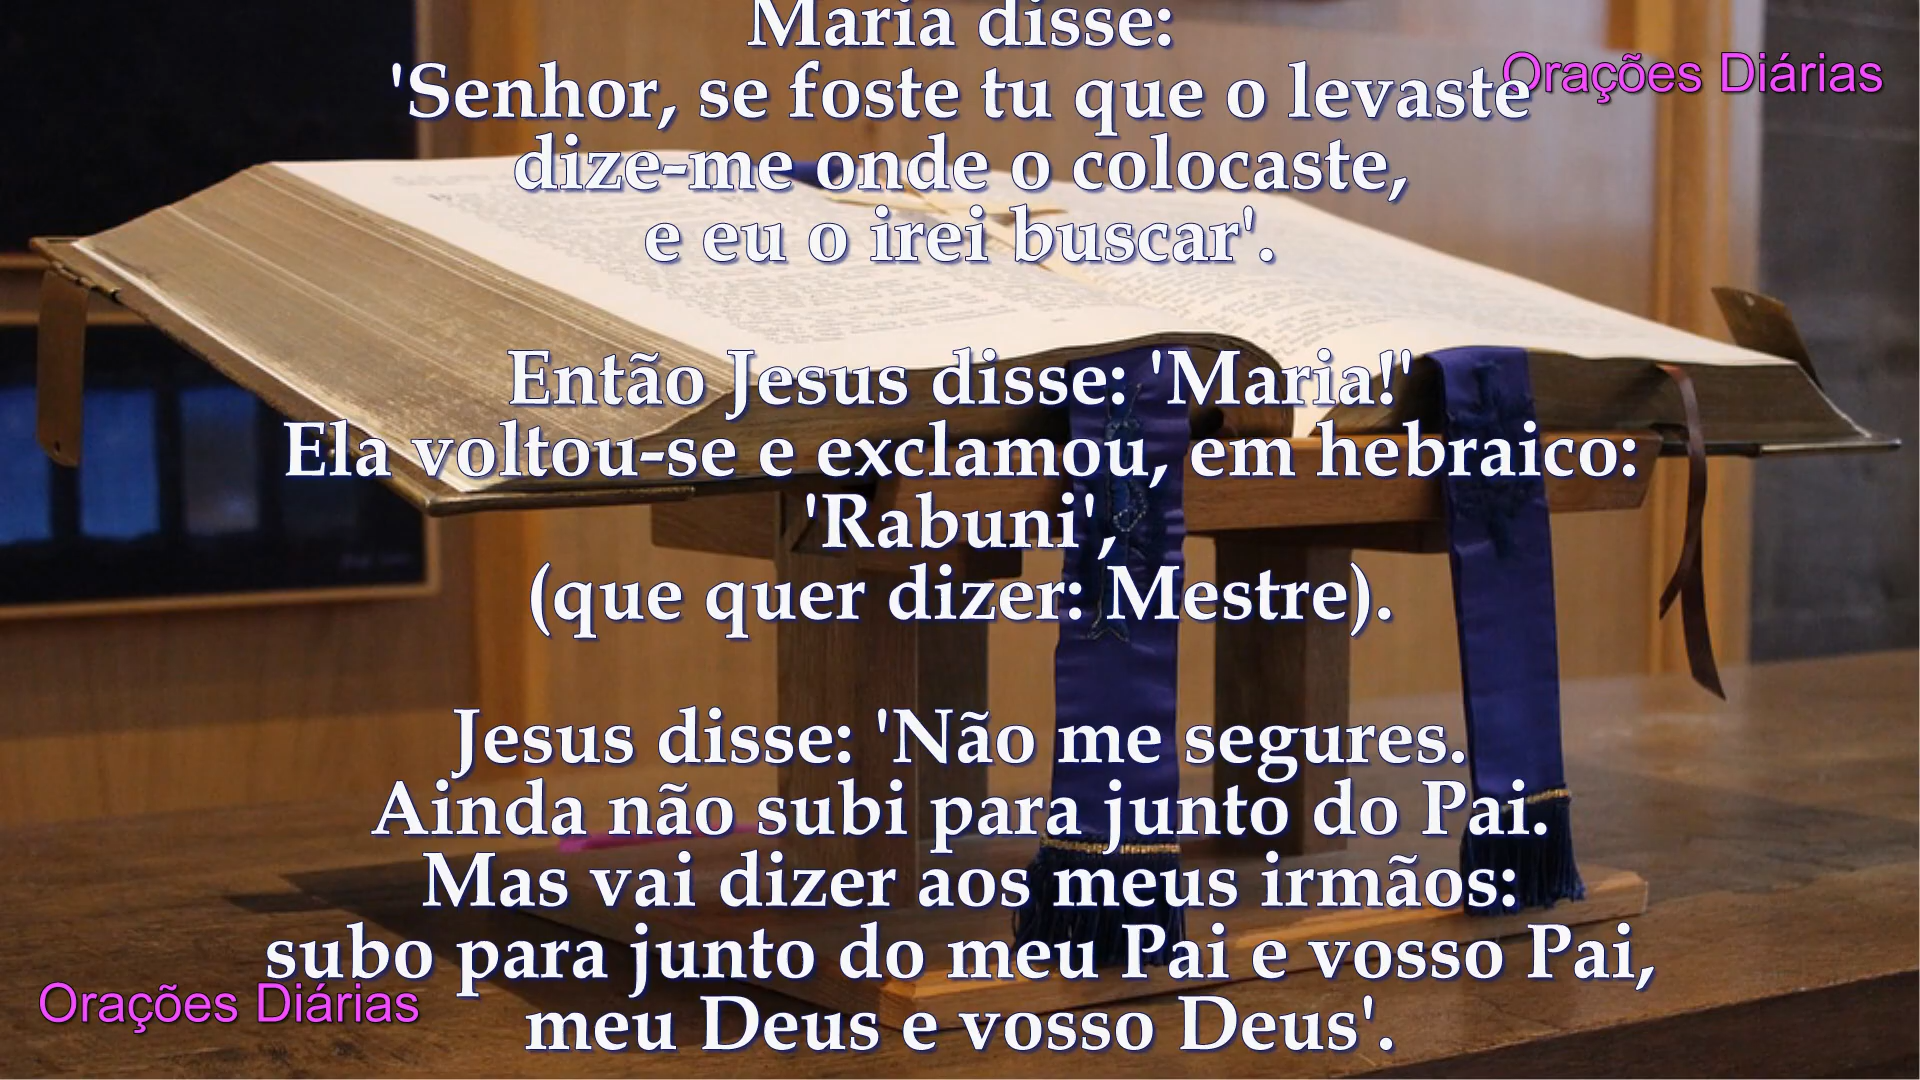 Maria disse:
Orações Diárias
'Senhor, se foste tu que o levaste
dize-me onde o colocaste,
e eu o irei buscar'.
Então Jesus disse: 'Maria!'
Ela voltou-se e exclamou, em hebraico:
'Rabuni',
(que quer dizer: Mestre).
Jesus disse: 'Não me segures.
Ainda não subi para junto do Pai.
Mas vai dizer aos meus irmãos:
subo para junto do meu Pai e vosso Pai,
Orações Diárias
meu Deus e vosso Deus'.